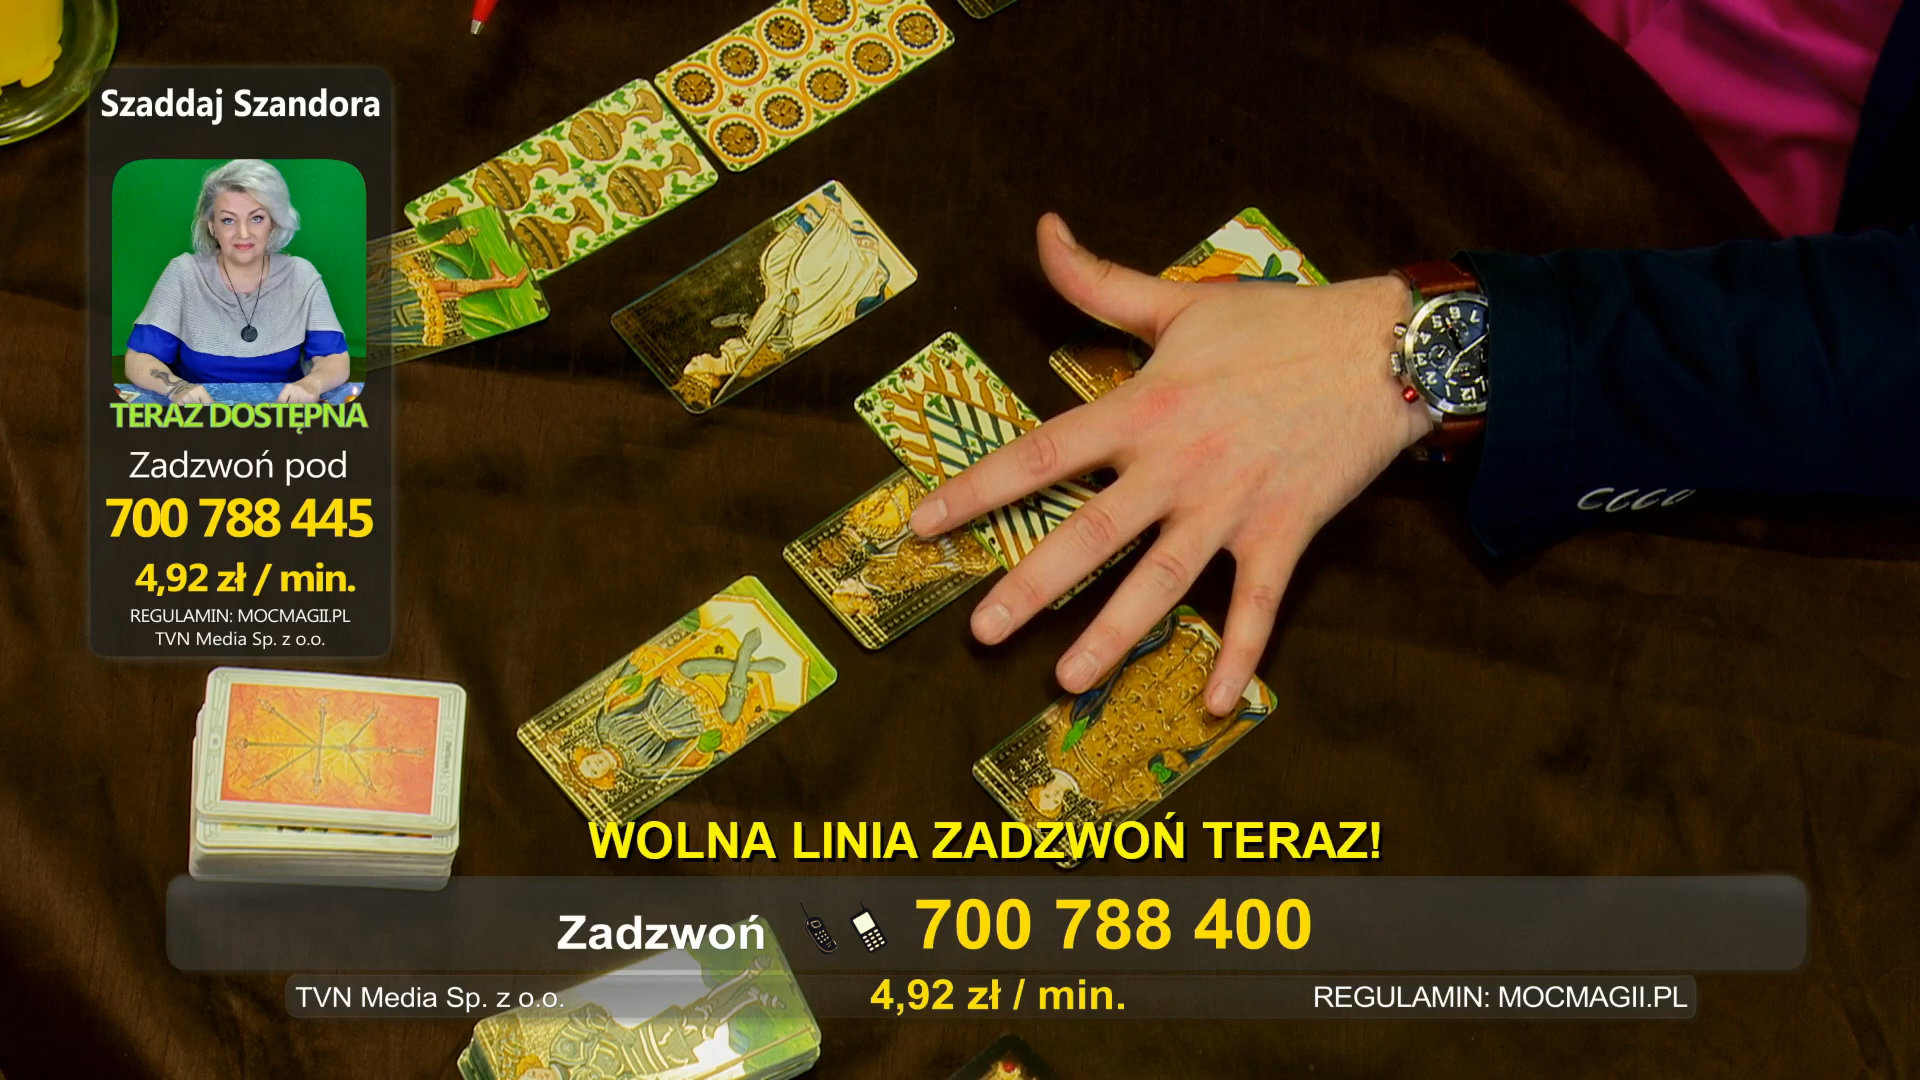 Szaddaj Szandora
TERAZ DOSTĘPNA
Zadzwoń pod
700 788 445
4,92 zł / min.
REGULAMIN: MOCMAGII.PL
TVN Media Sp. z o.o.
WOLNA LINIA ZADZWOŃ TERAZ!
Zadzwoń 700 788 400
TVN Media Sp. z o.o. 4,92 zł / min. REGULAMIN: MOCMAGII.PL